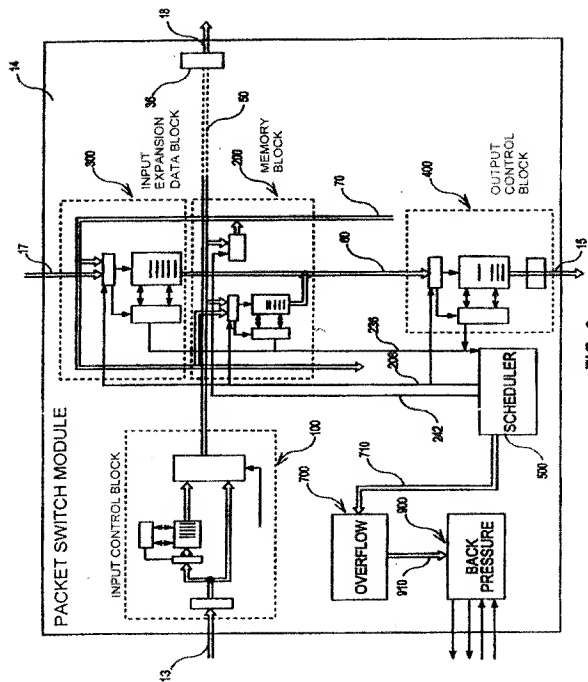 18
14
PACKET SWITCH MODULE
36
17
300
INPUT EXPANSION
DATA BLOCK
50
MEMORY
BLOCK
200
70
400
OUTPUT
CONTROL
BLOCK
60
15
INPUT CONTROL BLOCK
100
13
236
208
242
SCHEDULER
500
710
700
OVERFLOW
910
900
BACK
PRESSURE